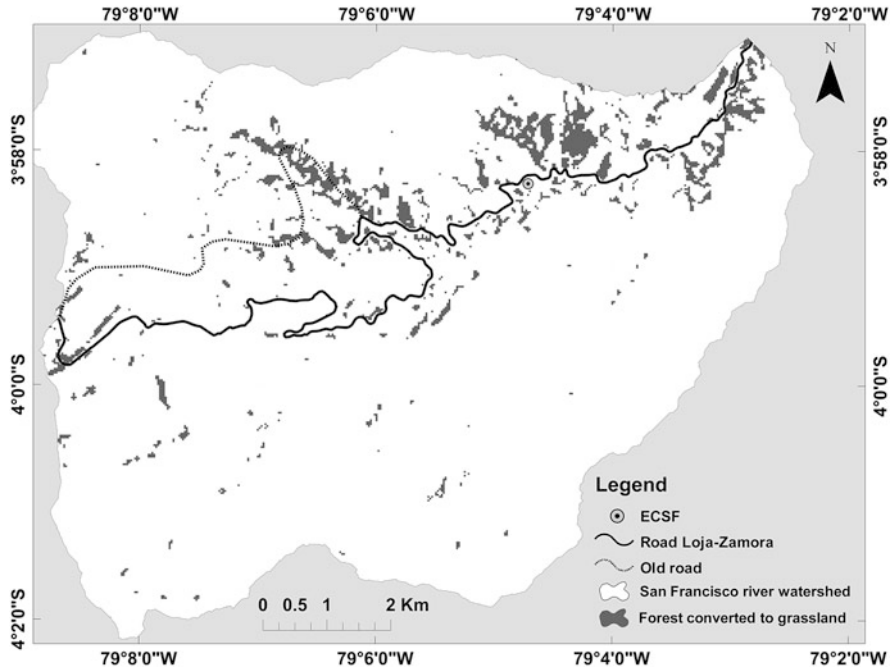 79°8'0"W 79°6'0"W 79°4'0"W 79°2'0"W
N
3°58'0"S 3°58'0"S
4°0'0"S 4°0'0"S
4°2'0"S
Legend
ECSF
Road Loja-Zamora
Old road
San Francisco river watershed
Forest converted to grassland
0 0.5 1 2 Km
79°8'0"W 79°6'0"W 79°4'0"W 79°2'0"W